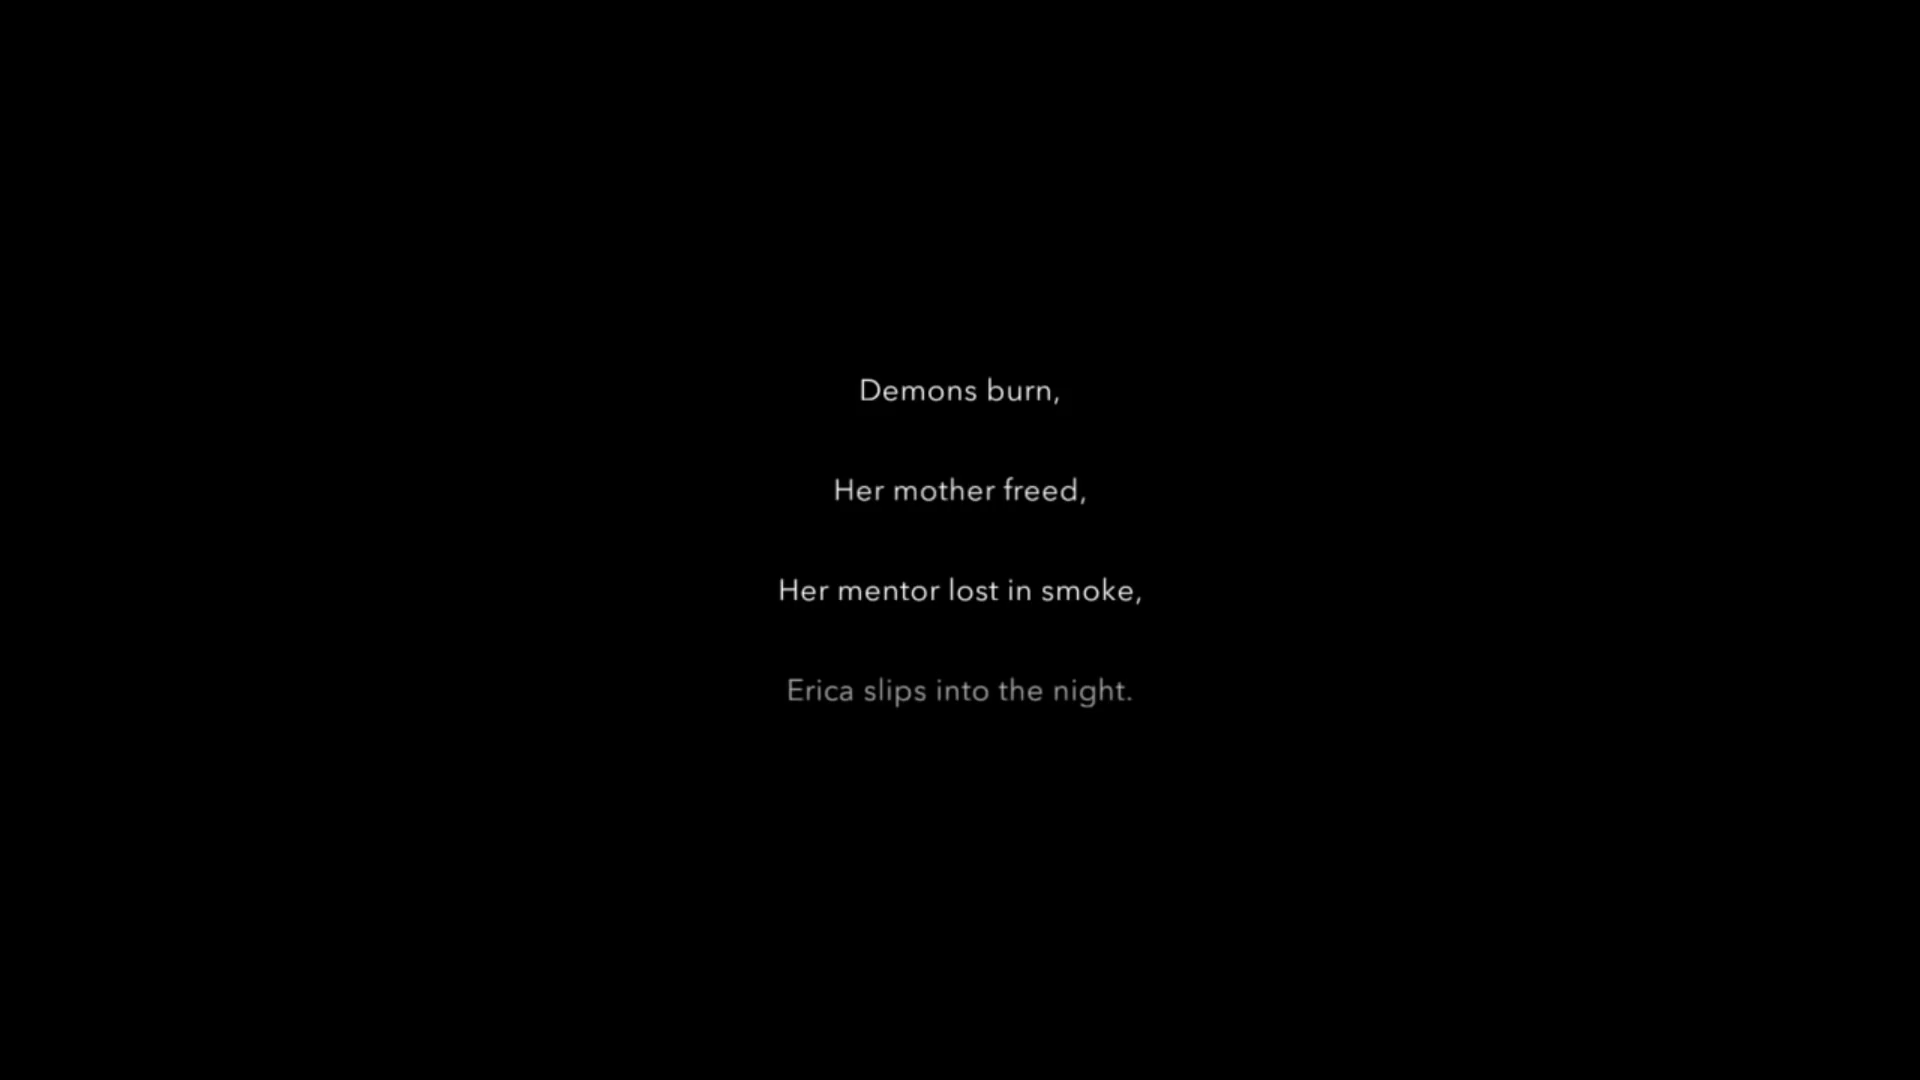 Demons burn,
Her mother freed,
Her mentor lost in smoke,
Erica slips into the night.